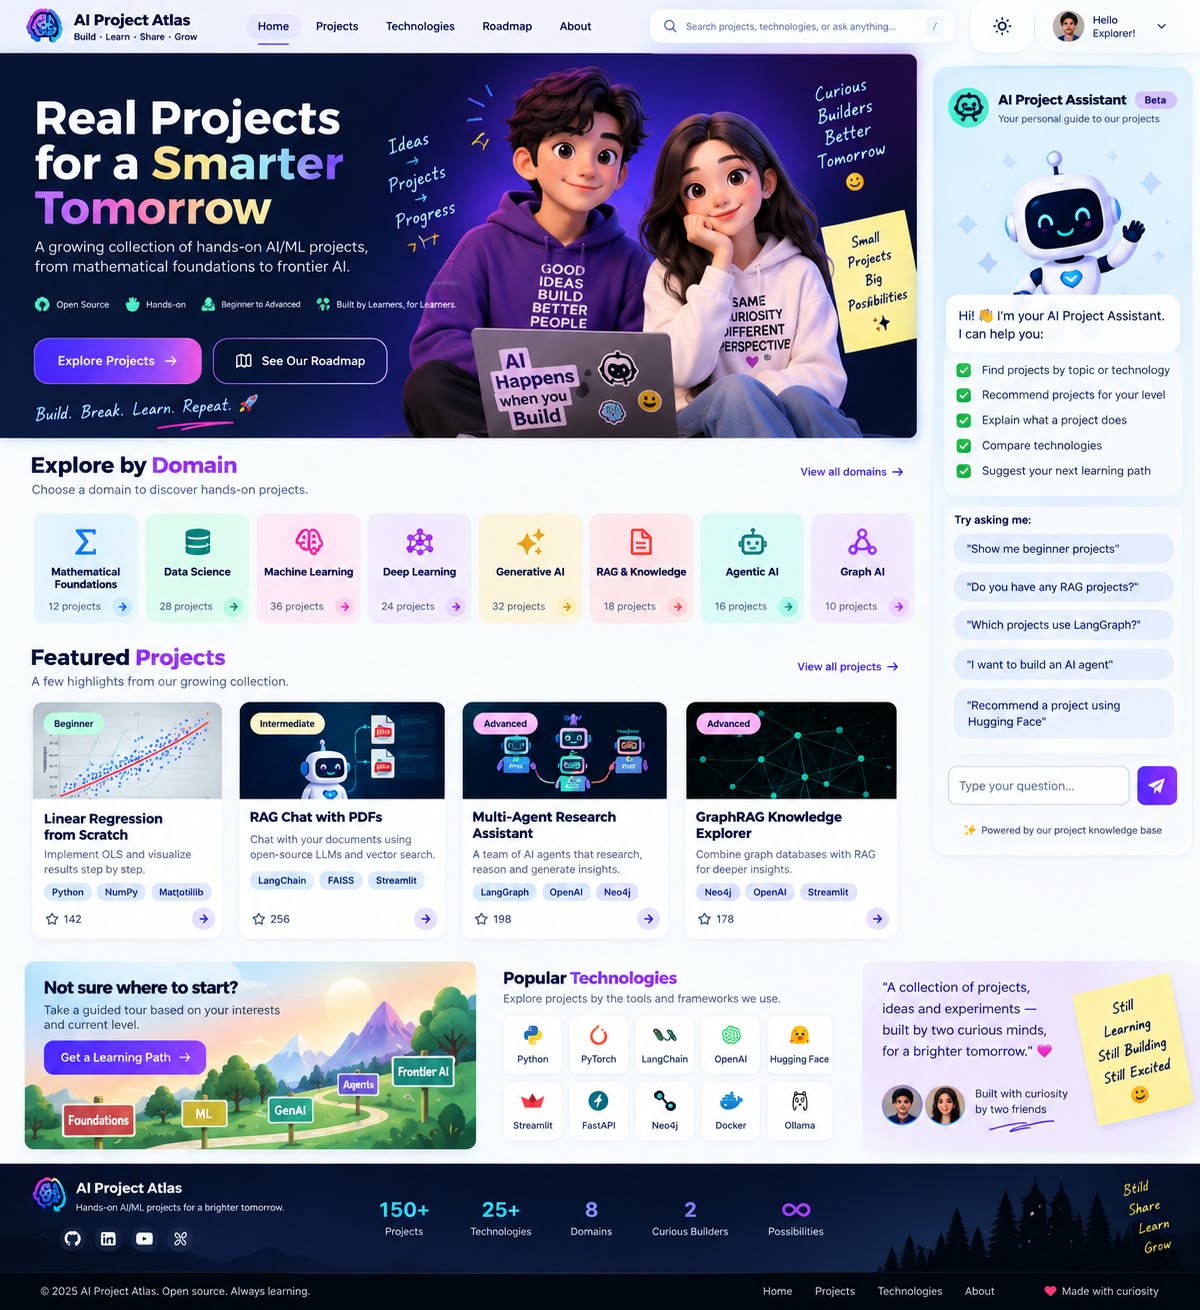 AI Project Atlas
Build · Learn · Share · Grow
Home
Projects
Technologies
Roadmap
About
Search projects, technologies, or ask anything...
/
Hello
Explorer!
Real Projects
for a Smarter
Tomorrow
A growing collection of hands-on AI/ML projects,
from mathematical foundations to frontier AI.
Open Source
Hands-on
Beginner to Advanced
Built by Learners, for Learners.
Explore Projects →
See Our Roadmap
Build. Break. Learn. Repeat. 🚀
Ideas
→
Projects
→
Progress
Curious
Builders
Better
Tomorrow
🙂
GOOD
IDEAS
BUILD
BETTER
PEOPLE
SAME
URIOSITY
IFFERENT
ERSPECTIVE
AI
Happens
when you
Build
Small
Projects
Big
Possibilities
AI Project Assistant
Beta
Your personal guide to our projects
Hi! 👋 I'm your AI Project Assistant.
I can help you:
Find projects by topic or technology
Recommend projects for your level
Explain what a project does
Compare technologies
Suggest your next learning path
Try asking me:
"Show me beginner projects"
"Do you have any RAG projects?"
"Which projects use LangGraph?"
"I want to build an AI agent"
"Recommend a project using
Hugging Face"
Type your question...
✨ Powered by our project knowledge base
Explore by Domain
Choose a domain to discover hands-on projects.
View all domains →
Mathematical
Foundations
12 projects →
Data Science
28 projects →
Machine Learning
36 projects →
Deep Learning
24 projects →
Generative AI
32 projects →
RAG & Knowledge
18 projects →
Agentic AI
16 projects →
Graph AI
10 projects →
Featured Projects
A few highlights from our growing collection.
View all projects →
Beginner
Linear Regression
from Scratch
Implement OLS and visualize
results step by step.
Python
NumPy
Mattotillib
142
Intermediate
RAG Chat with PDFs
Chat with your documents using
open-source LLMs and vector search.
LangChain
FAISS
Streamlit
256
Advanced
Multi-Agent Research
Assistant
A team of AI agents that research,
reason and generate insights.
LangGraph
OpenAI
Neo4j
198
Advanced
GraphRAG Knowledge
Explorer
Combine graph databases with RAG
for deeper insights.
Neo4j
OpenAI
Streamlit
178
Not sure where to start?
Take a guided tour based on your interests
and current level.
Get a Learning Path →
Foundations
ML
GenAI
Agents
Frontier AI
Popular Technologies
Explore projects by the tools and frameworks we use.
Python
PyTorch
LangChain
OpenAI
Hugging Face
Streamlit
FastAPI
Neo4j
Docker
Ollama
"A collection of projects,
ideas and experiments —
built by two curious minds,
for a brighter tomorrow." 💜
Built with curiosity
by two friends
Still
Learning
Still Building
Still Excited
🙂
AI Project Atlas
Hands-on AI/ML projects for a brighter tomorrow.
150+
Projects
25+
Technologies
8
Domains
2
Curious Builders
∞
Possibilities
Btild
Share
Learn
Grow
© 2025 AI Project Atlas. Open source. Always learning.
Home
Projects
Technologies
About
❤ Made with curiosity